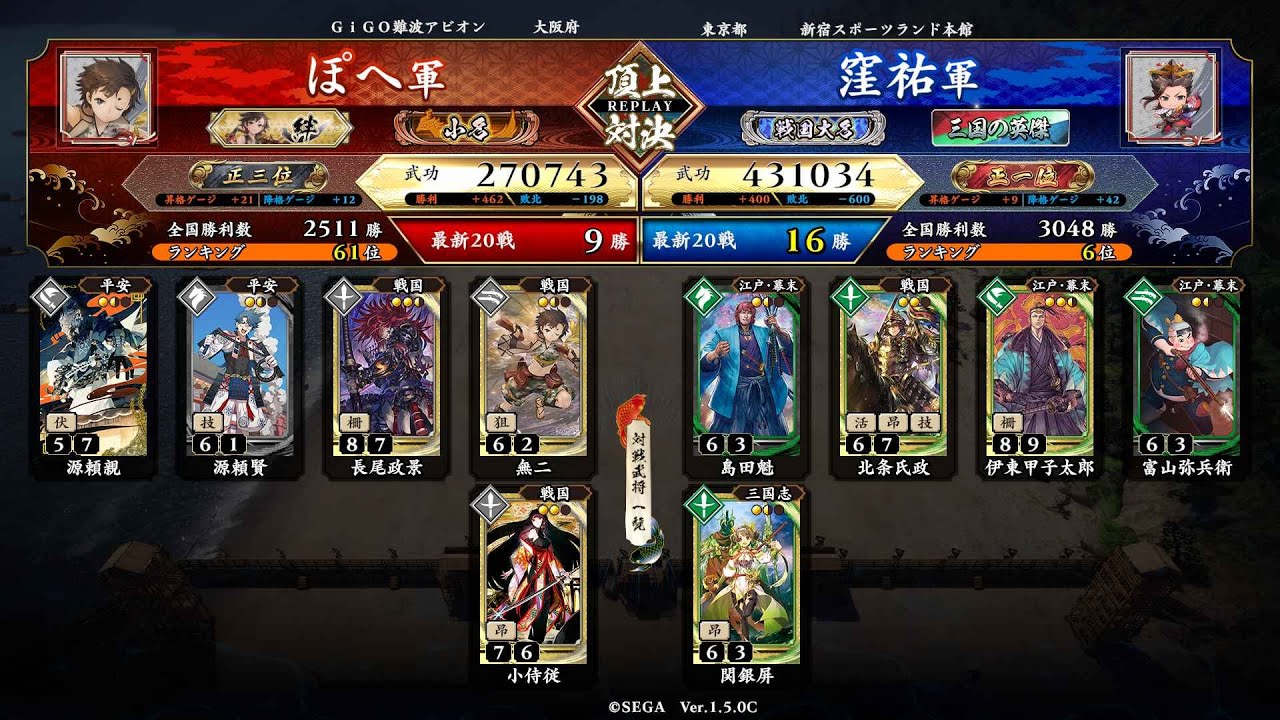 GiGO難波アビオン 大阪府 東京都 新宿スポーツランド本館
ぽへ軍 頂上 REPLAY 対決 窪祐軍
絆 小名 戦国大名 三国の英傑
正三位 武功 270743 武功 431034 正一位
昇格ゲージ +21 降格ゲージ +12 勝利 +462 敗北 -198 勝利 +400 敗北 -600 昇格ゲージ +9 降格ゲージ +42
全国勝利数 2511勝 最新20戦 9勝 最新20戦 16勝 全国勝利数 3048勝
ランキング 61位 ランキング 6位
平安 平安 戦国 戦国 江戸・幕末 戦国 江戸・幕末 江戸・幕末
伏 技 柵 狙 活 昂 技 柵
5 7 6 1 8 7 6 2 6 3 6 7 8 9 6 3
源頼親 源頼賢 長尾政景 無二 島田魁 北条氏政 伊東甲子太郎 富山弥兵衛
対戦武将一覧
戦国 三国志
昂 昂
7 6 6 3
小侍従 関銀屏
©SEGA Ver.1.5.0C